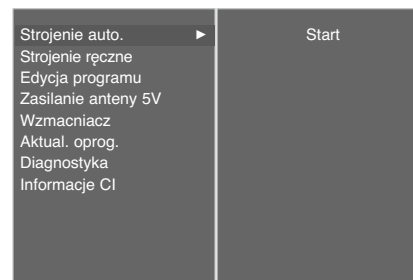 Strojenie auto. ►
Start
Strojenie ręczne
Edycja programu
Zasilanie anteny 5V
Wzmacniacz
Aktual. oprog.
Diagnostyka
Informacje CI